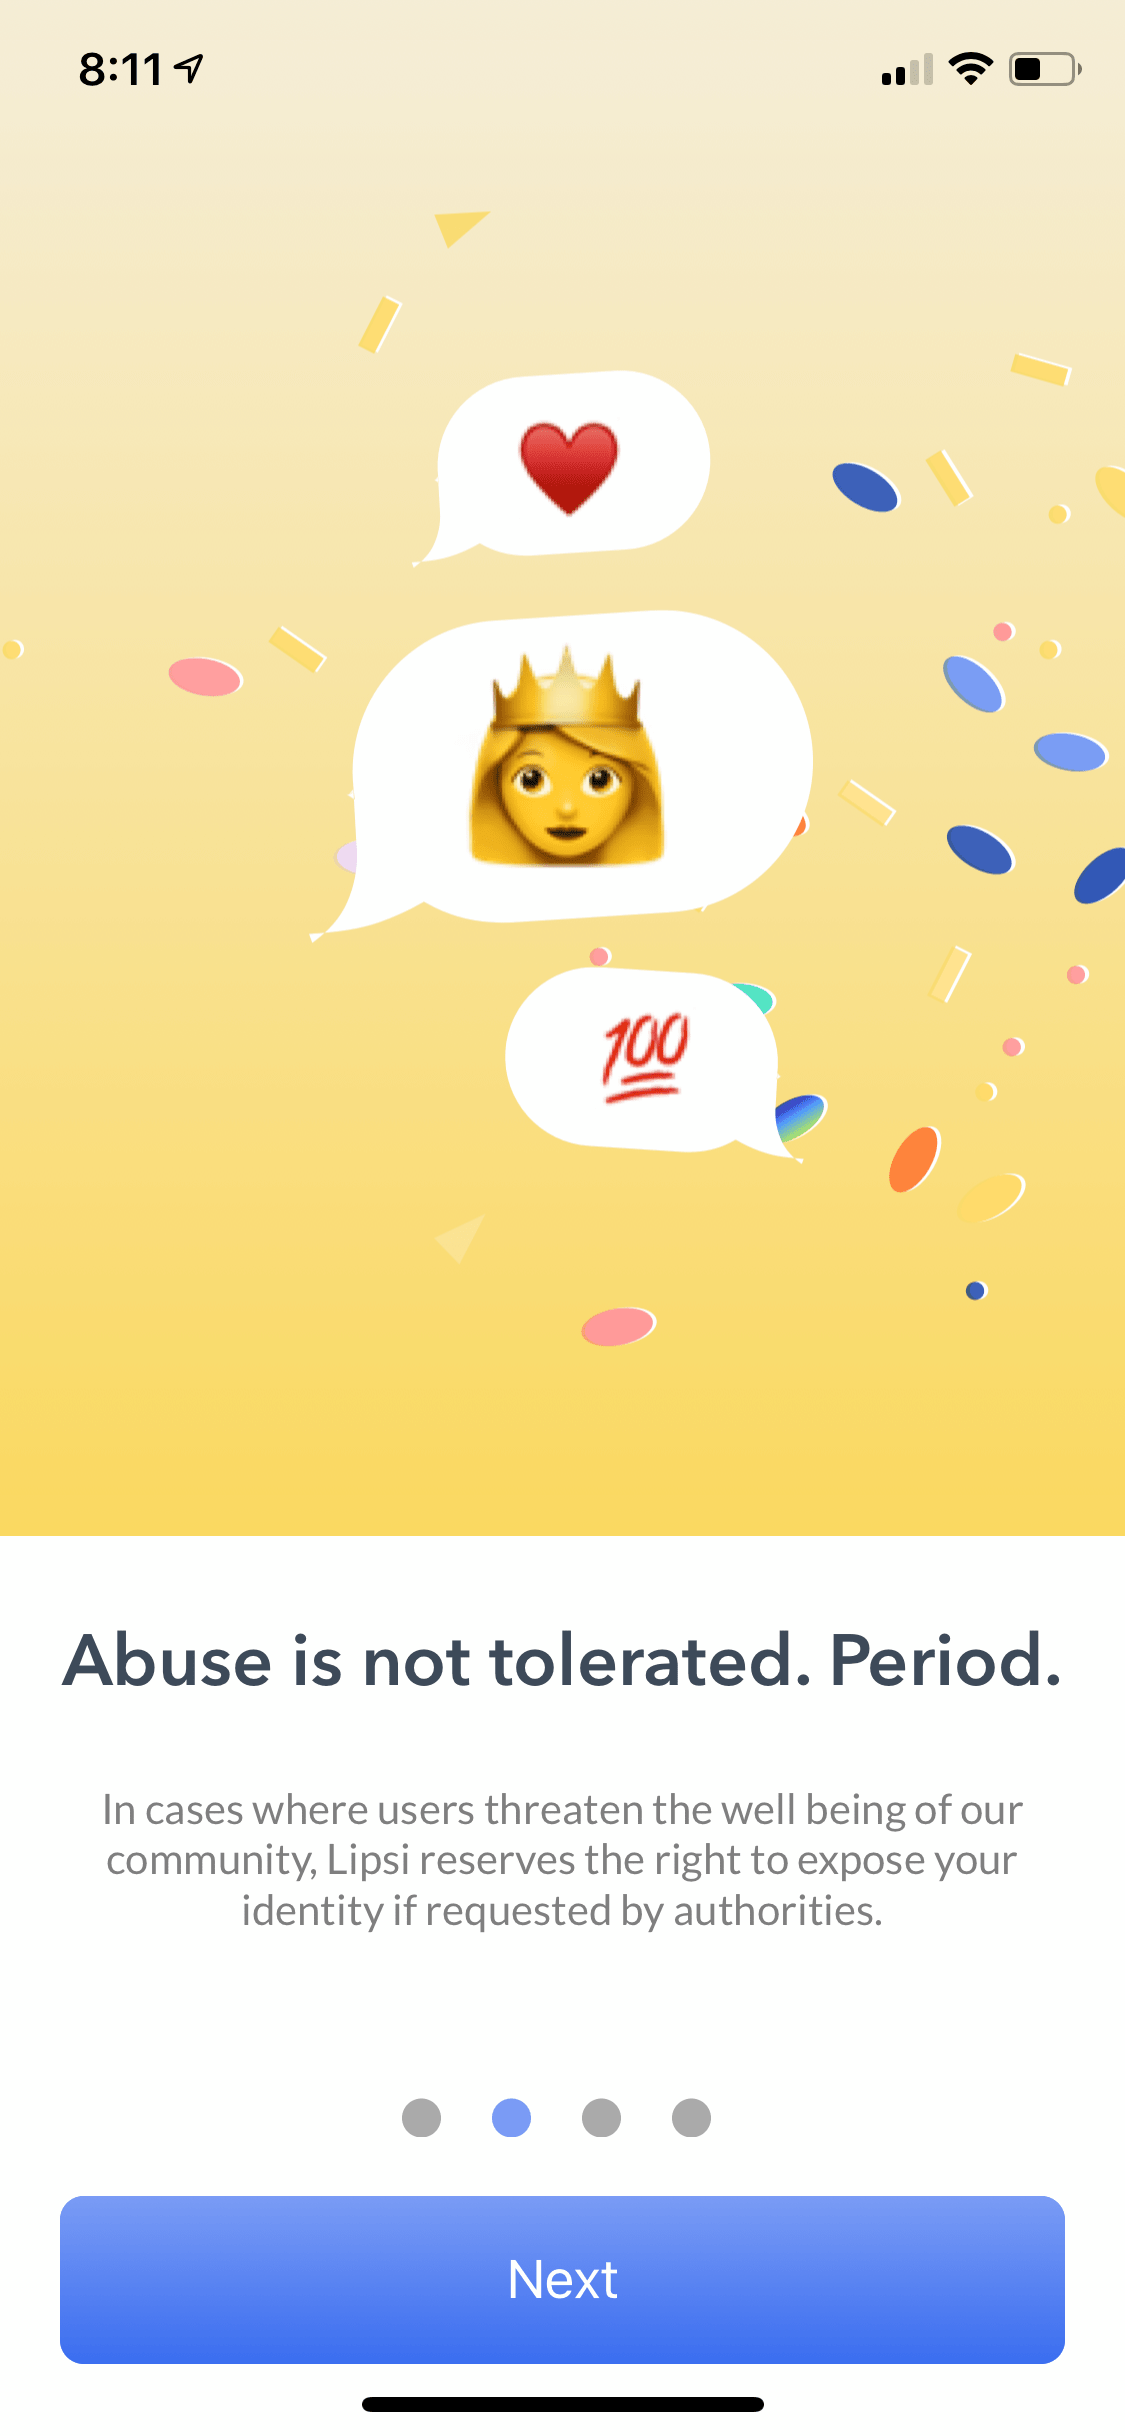 8:11
💯
Abuse is not tolerated. Period.
In cases where users threaten the well being of our
community, Lipsi reserves the right to expose your
identity if requested by authorities.
Next